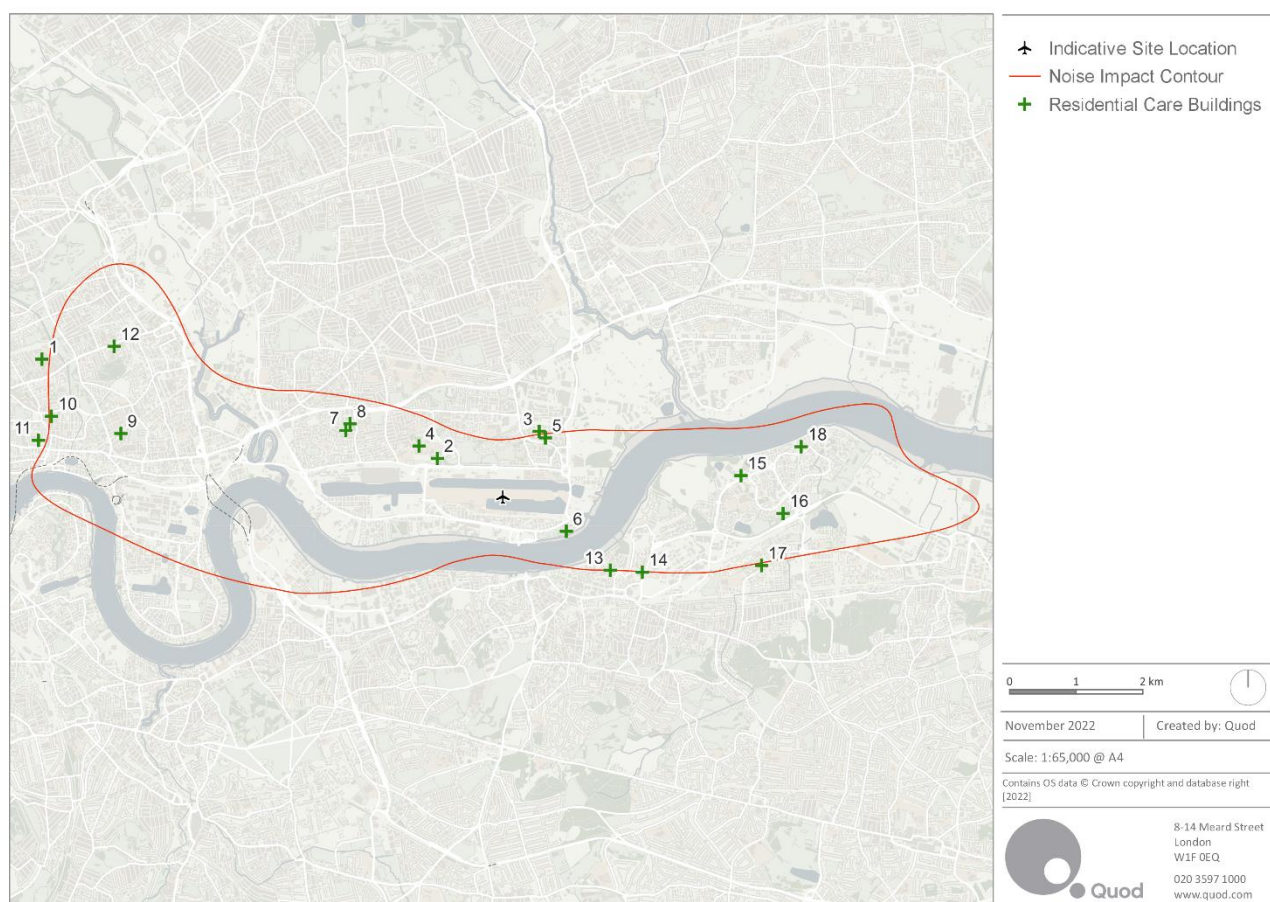 Indicative Site Location
Noise Impact Contour
Residential Care Buildings
12
1
10
11
9
7
8
3
5
4
2
6
18
15
16
13
14
17
0 1 2 km
November 2022
Created by: Quod
Scale: 1:65,000 @ A4
Contains OS data © Crown copyright and database right
[2022]
8-14 Meard Street
London
W1F 0EQ
020 3597 1000
www.quod.com
Quod